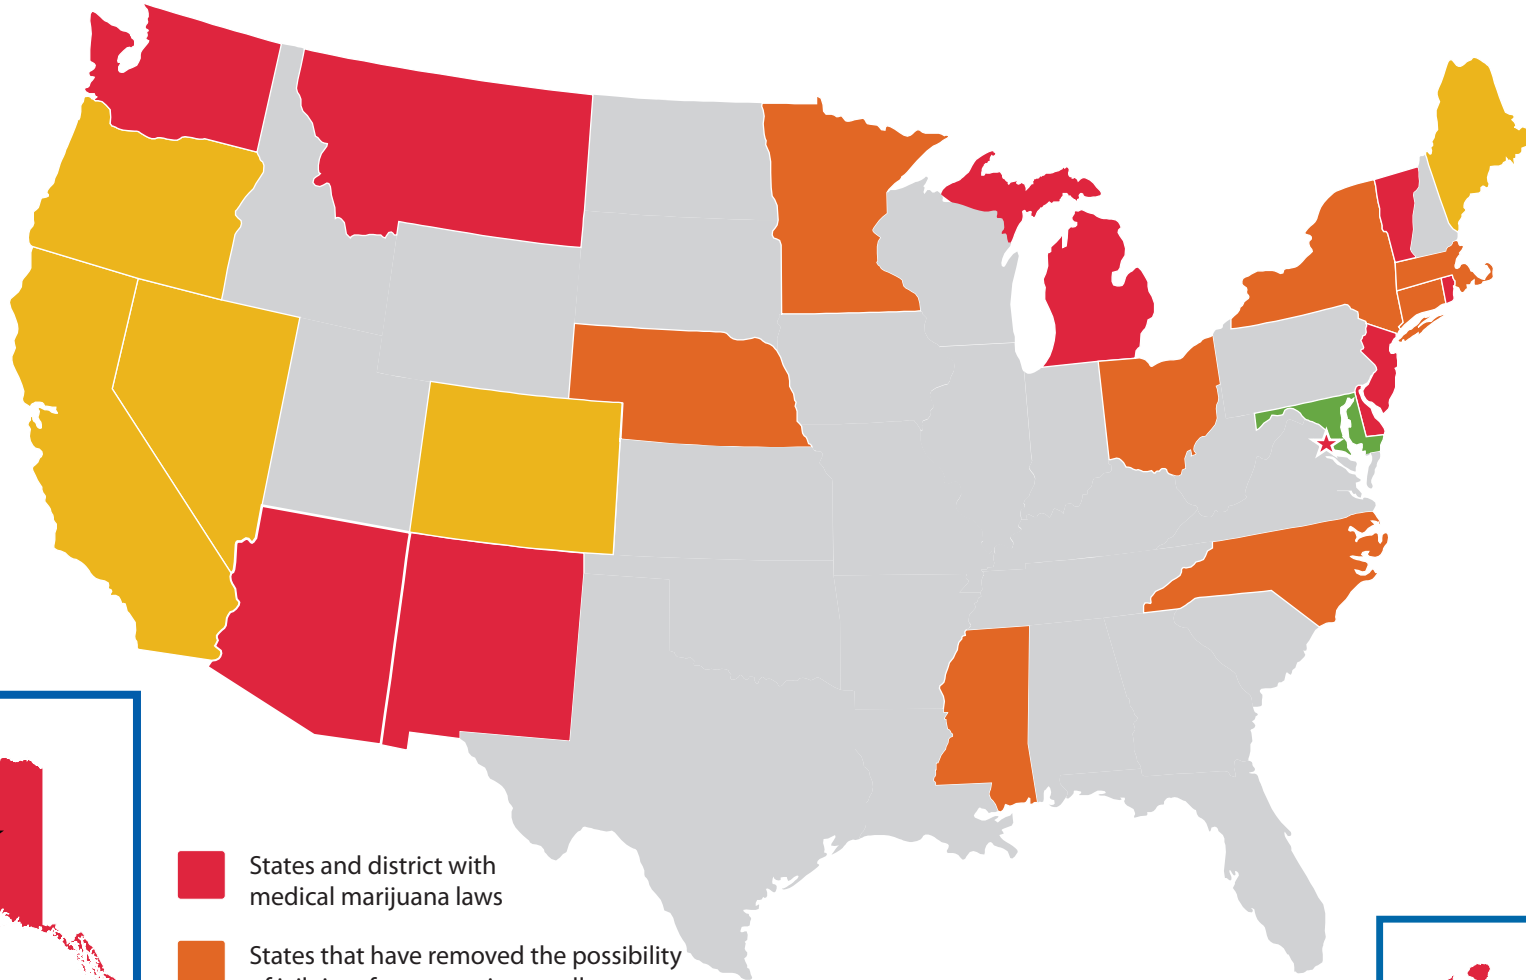 States and district with
medical marijuana laws
States that have removed the possibility